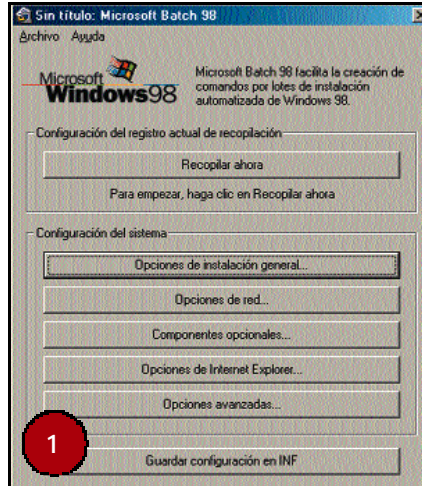 Sin título: Microsoft Batch 98
Archivo Ayuda
Microsoft
Windows98
Microsoft Batch 98 facilita la creación de
comandos por lotes de instalación
automatizada de Windows 98.
Configuración del registro actual de recopilación
Recopilar ahora
Para empezar, haga clic en Recopilar ahora
Configuración del sistema
Opciones de instalación general...
Opciones de red...
Componentes opcionales...
Opciones de Internet Explorer...
Opciones avanzadas...
1
Guardar configuración en INF